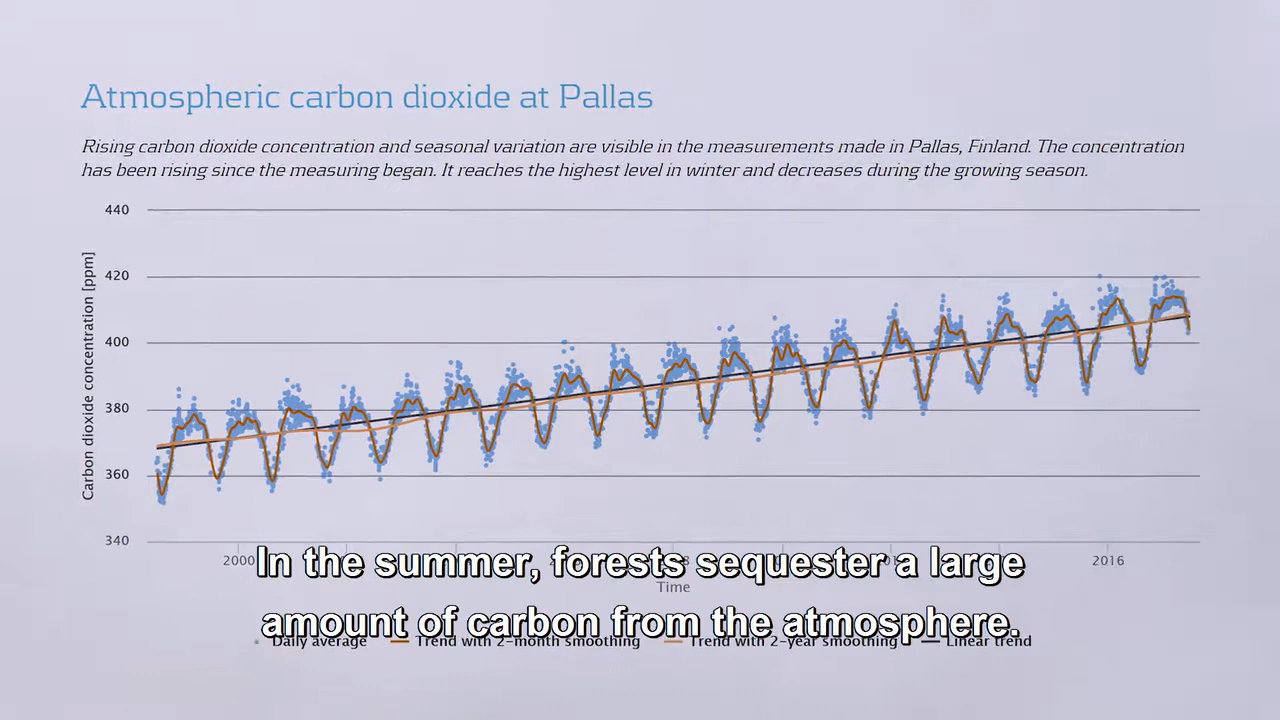 Atmospheric carbon dioxide at Pallas
Rising carbon dioxide concentration and seasonal variation are visible in the measurements made in Pallas, Finland. The concentration
has been rising since the measuring began. It reaches the highest level in winter and decreases during the growing season.
Carbon dioxide concentration [ppm]
440
420
400
380
360
340
2000
2016
Time
In the summer, forests sequester a large
amount of carbon from the atmosphere.
Daily average
Trend with 2-month smoothing
Trend with 2-year smoothing
Linear trend